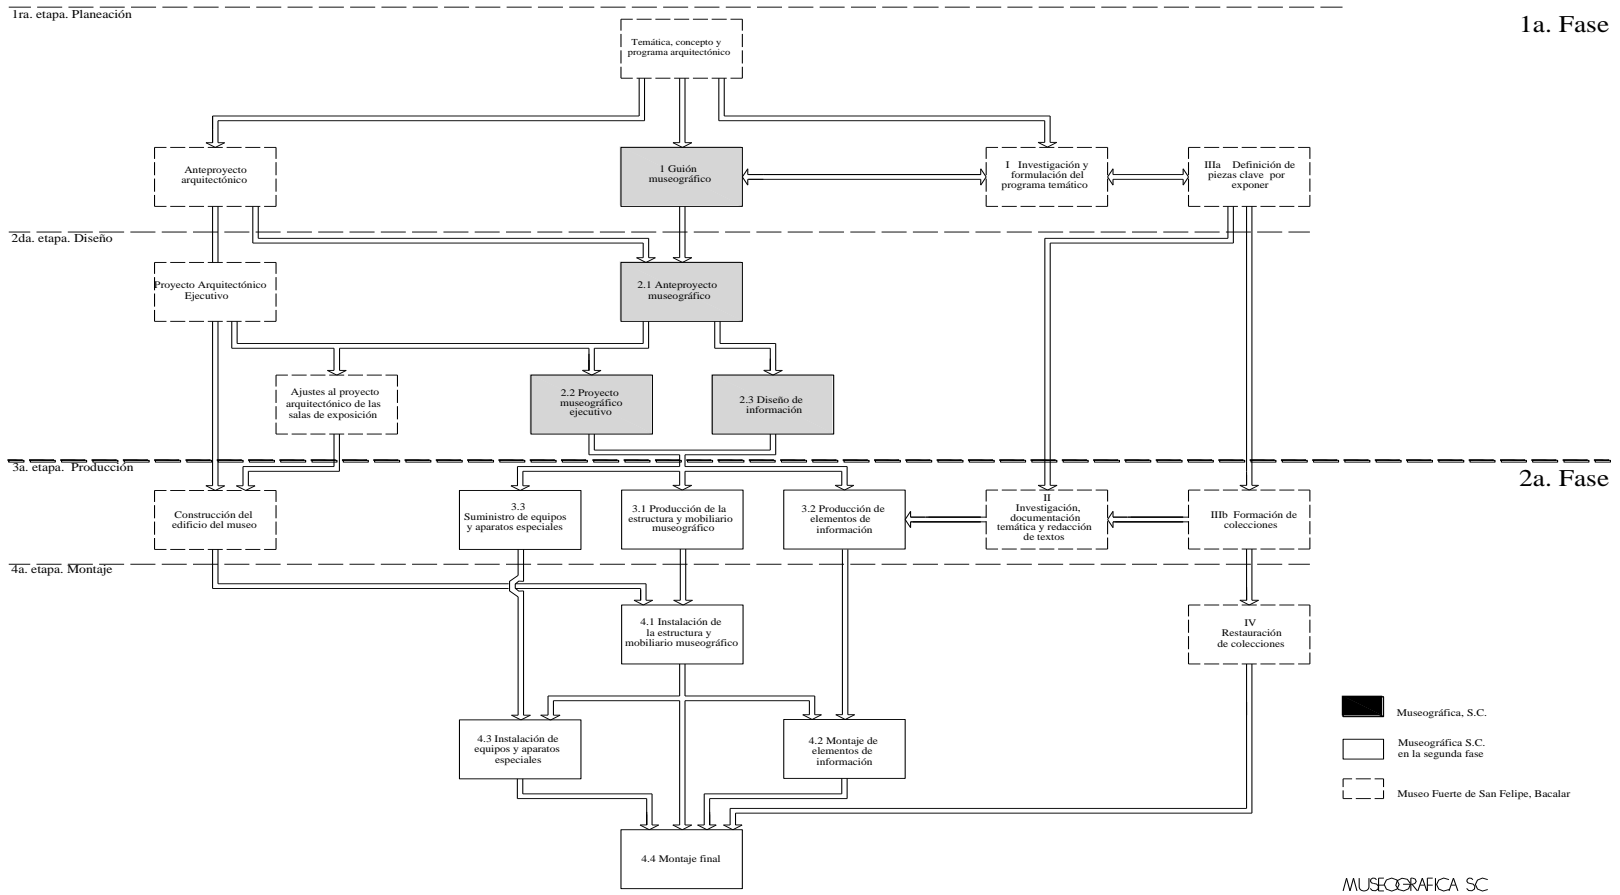 1ra. etapa. Planeación
1a. Fase
Temática, concepto y
programa arquitectónico
Anteproyecto
arquitectónico
1 Guión
museográfico
I Investigación y
formulación del
programa temático
IIIa Definición de
piezas clave por
exponer
2da. etapa. Diseño
Proyecto Arquitectónico
Ejecutivo
2.1 Anteproyecto
museográfico
Ajustes al proyecto
arquitectónico de las
salas de exposición
2.2 Proyecto
museográfico
ejecutivo
2.3 Diseño de
información
3a. etapa. Producción
2a. Fase
Construcción del
edificio del museo
3.3
Suministro de equipos
y aparatos especiales
3.1 Producción de la
estructura y mobiliario
museográfico
3.2 Producción de
elementos de
información
II
Investigación,
documentación
temática y redacción
de textos
IIIb Formación de
colecciones
4a. etapa. Montaje
4.1 Instalación de
la estructura y
mobiliario museográfico
IV
Restauración
de colecciones
4.3 Instalación de
equipos y aparatos
especiales
4.2 Montaje de
elementos de
información
4.4 Montaje final
Museográfica, S.C.
Museográfica S.C.
en la segunda fase
Museo Fuerte de San Felipe, Bacalar
MUSEOGRAFICA SC